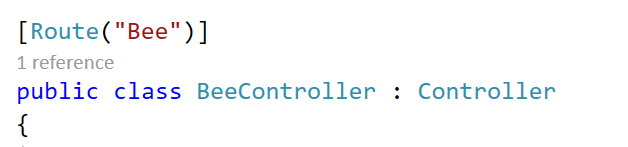 [Route("Bee")]
1 reference
public class BeeController : Controller
{